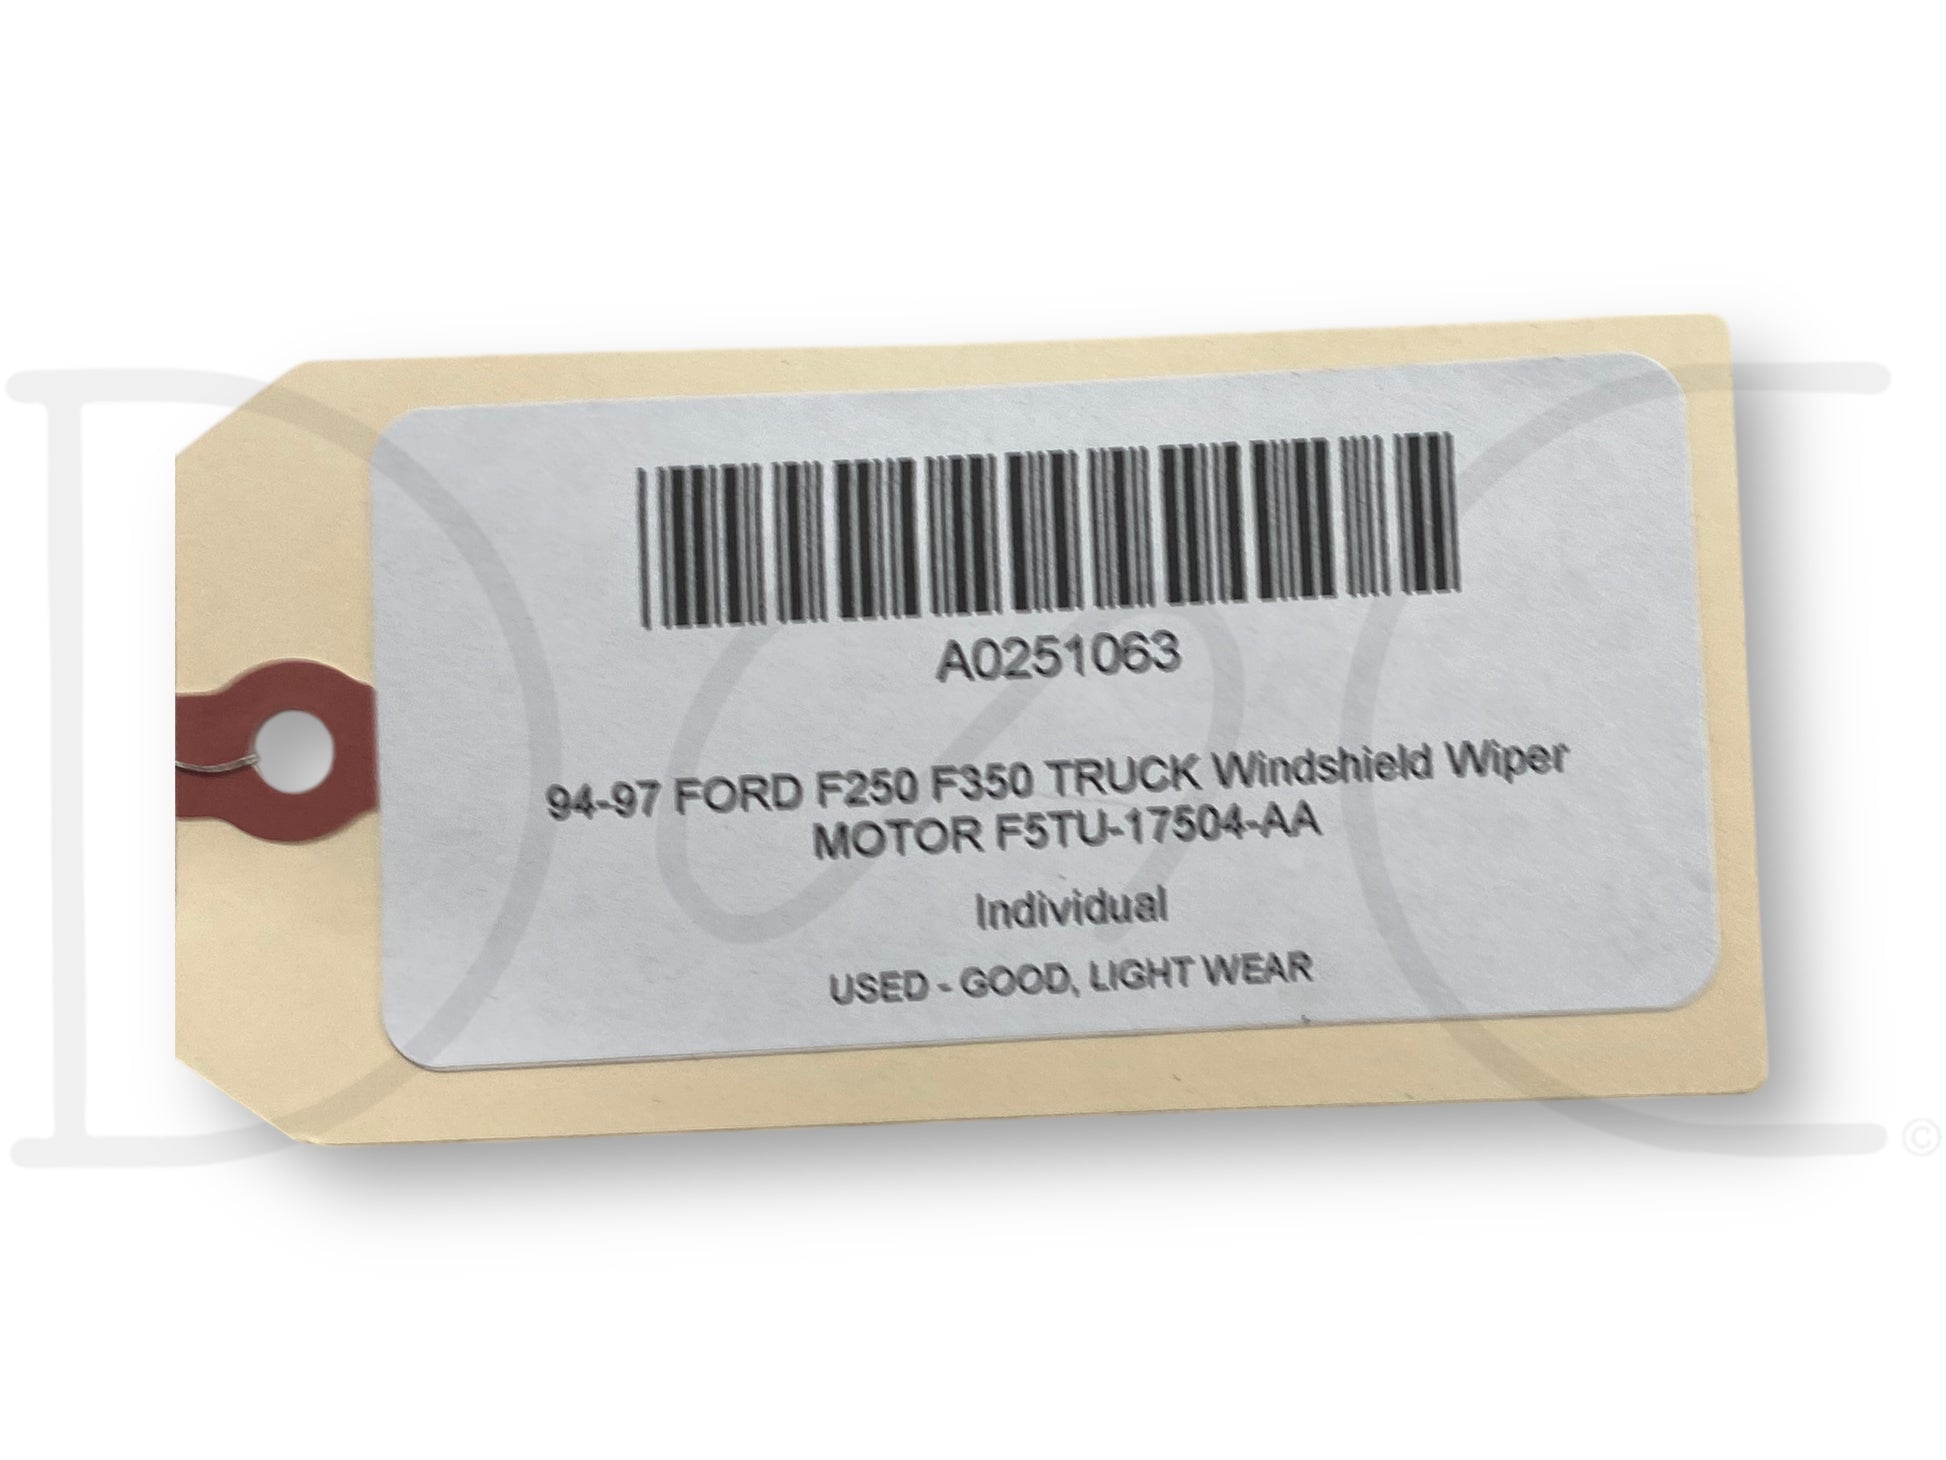 A0251063
94-97 FORD F250 F350 TRUCK Windshield Wiper
MOTOR F5TU-17504-AA
Individual
USED - GOOD, LIGHT WEAR
©